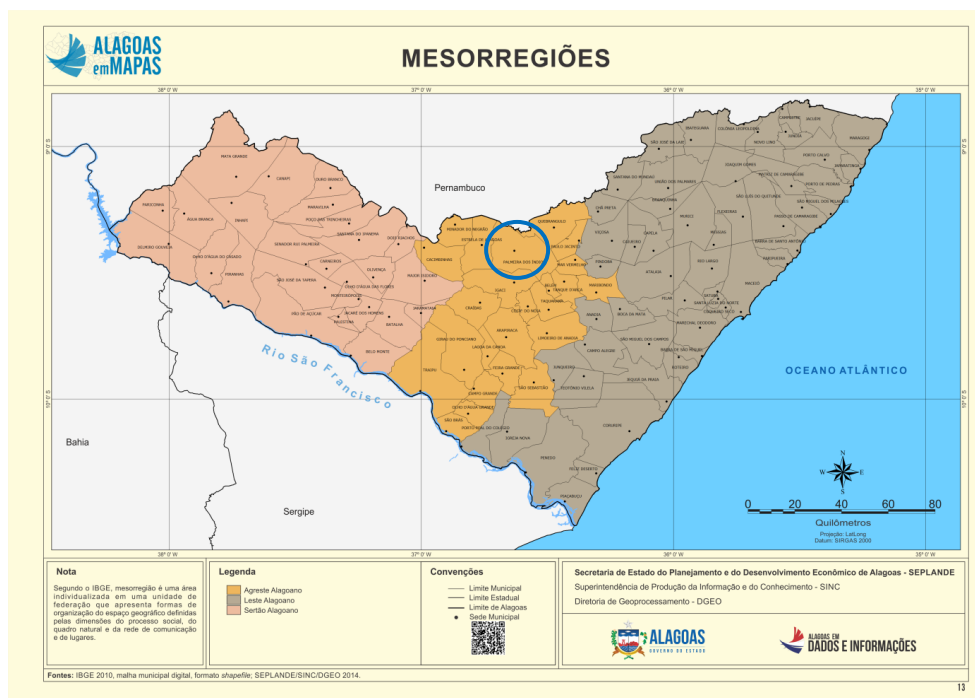 ALAGOAS
emMAPAS
MESORREGIÕES
38° 0' W
37° 0' W
36° 0' W
35° 0' W
9° 0' S
9° 0' S
10° 0' S
10° 0' S
Pernambuco
Bahia
Sergipe
Rio São Francisco
OCEANO ATLÂNTICO
MATA GRANDE
CANAPI
OURO BRANCO
PARICONHA
ÁGUA BRANCA
INHAPI
MARAVILHA
POÇO DAS TRINCHEIRAS
DELMIRO GOUVEIA
OLHO D'ÁGUA DO CASADO
PIRANHAS
SENADOR RUI PALMEIRA
SANTANA DO IPANEMA
DOIS RIACHOS
CARNEIROS
OLIVENÇA
MAJOR ISIDORO
SÃO JOSÉ DA TAPERA
OLHO D'ÁGUA DAS FLORES
MONTEIRÓPOLIS
PÃO DE AÇÚCAR
JACARÉ DOS HOMENS
PALESTINA
BATALHA
JARAMATAIA
BELO MONTE
CACIMBINHAS
MINADOR DO NEGRÃO
ESTRELA DE ALAGOAS
PALMEIRA DOS ÍNDIOS
QUEBRANGULO
PAULO JACINTO
MAR VERMELHO
IGACI
BELÉM
TANQUE D'ARCA
MARIBONDO
TAQUARANA
CRAÍBAS
COITÉ DO NÓIA
ARAPIRACA
LIMOEIRO DE ANADIA
GIRAU DO PONCIANO
LAGOA DA CANOA
TRAIPU
FEIRA GRANDE
CAMPO GRANDE
SÃO SEBASTIÃO
OLHO D'ÁGUA GRANDE
SÃO BRÁS
PORTO REAL DO COLÉGIO
IGREJA NOVA
PENEDO
FELIZ DESERTO
PIAÇABUÇU
CORURIPE
JUNQUEIRO
TEOTÔNIO VILELA
CAMPO ALEGRE
JEQUIÁ DA PRAIA
ROTEIRO
BARRA DE SÃO MIGUEL
SÃO MIGUEL DOS CAMPOS
MARECHAL DEODORO
BOCA DA MATA
ANADIA
PILAR
SATUBA
SANTA LUZIA DO NORTE
COQUEIRO SECO
MACEIÓ
RIO LARGO
ATALAIA
PINDOBA
VIÇOSA
CAJUEIRO
CAPELA
CHÃ PRETA
MURICI
MESSIAS
FLEXEIRAS
BRANQUINHA
SANTANA DO MUNDAÚ
UNIÃO DOS PALMARES
SÃO JOSÉ DA LAJE
IBATEGUARA
COLÔNIA LEOPOLDINA
NOVO LINO
JOAQUIM GOMES
CAMPESTRE
JACUÍPE
JUNDIÁ
MARAGOGI
PORTO CALVO
JAPARATINGA
MATRIZ DE CAMARAGIBE
PORTO DE PEDRAS
SÃO LUÍS DO QUITUNDE
SÃO MIGUEL DOS MILAGRES
PASSO DE CAMARAGIBE
BARRA DE SANTO ANTÔNIO
PARIPUEIRA
N
W
E
S
0 20 40 60 80
Quilômetros
Projeção: LatLong
Datum: SIRGAS 2000
Nota
Segundo o IBGE, mesorregião é uma área
individualizada em uma unidade de
federação que apresenta formas de
organização do espaço geográfico definidas
pelas dimensões do processo social, do
quadro natural e da rede de comunicação
e de lugares.
Legenda
Agreste Alagoano
Leste Alagoano
Sertão Alagoano
Convenções
Limite Municipal
Limite Estadual
Limite de Alagoas
Sede Municipal
Secretaria de Estado do Planejamento e do Desenvolvimento Econômico de Alagoas - SEPLANDE
Superintendência de Produção da Informação e do Conhecimento - SINC
Diretoria de Geoprocessamento - DGEO
ALAGOAS
GOVERNO DO ESTADO
ALAGOAS EM
DADOS E INFORMAÇÕES
Fontes: IBGE 2010, malha municipal digital, formato shapefile; SEPLANDE/SINC/DGEO 2014.
13